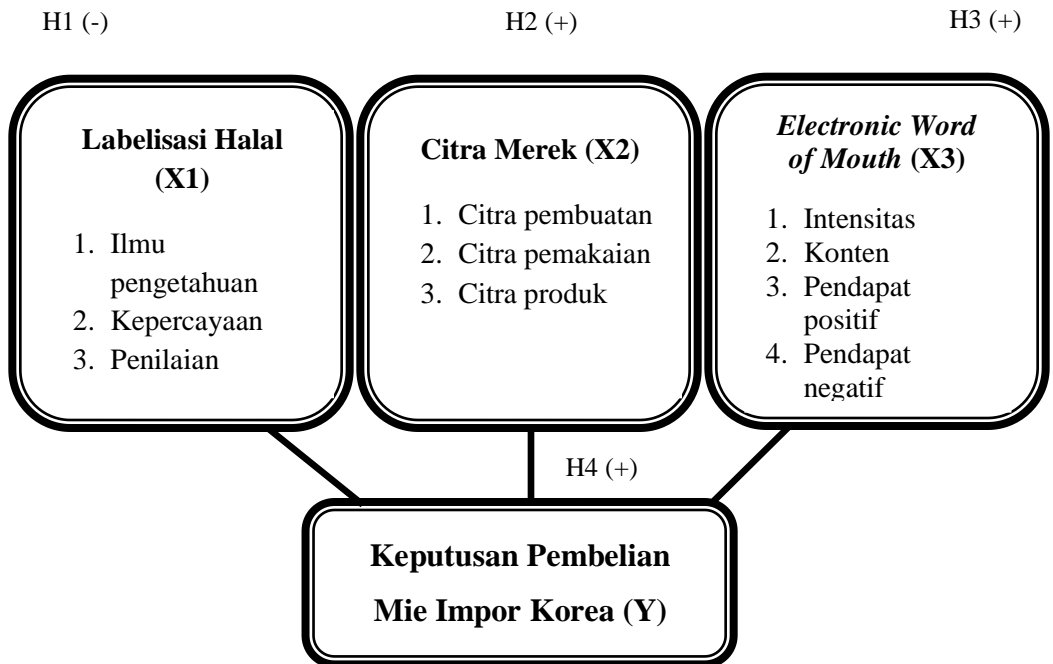 H1 (-)
H2 (+)
H3 (+)
Labelisasi Halal
(X1)
1. Ilmu
pengetahuan
2. Kepercayaan
3. Penilaian
Citra Merek (X2)
1. Citra pembuatan
2. Citra pemakaian
3. Citra produk
Electronic Word
of Mouth (X3)
1. Intensitas
2. Konten
3. Pendapat
positif
4. Pendapat
negatif
H4 (+)
Keputusan Pembelian
Mie Impor Korea (Y)